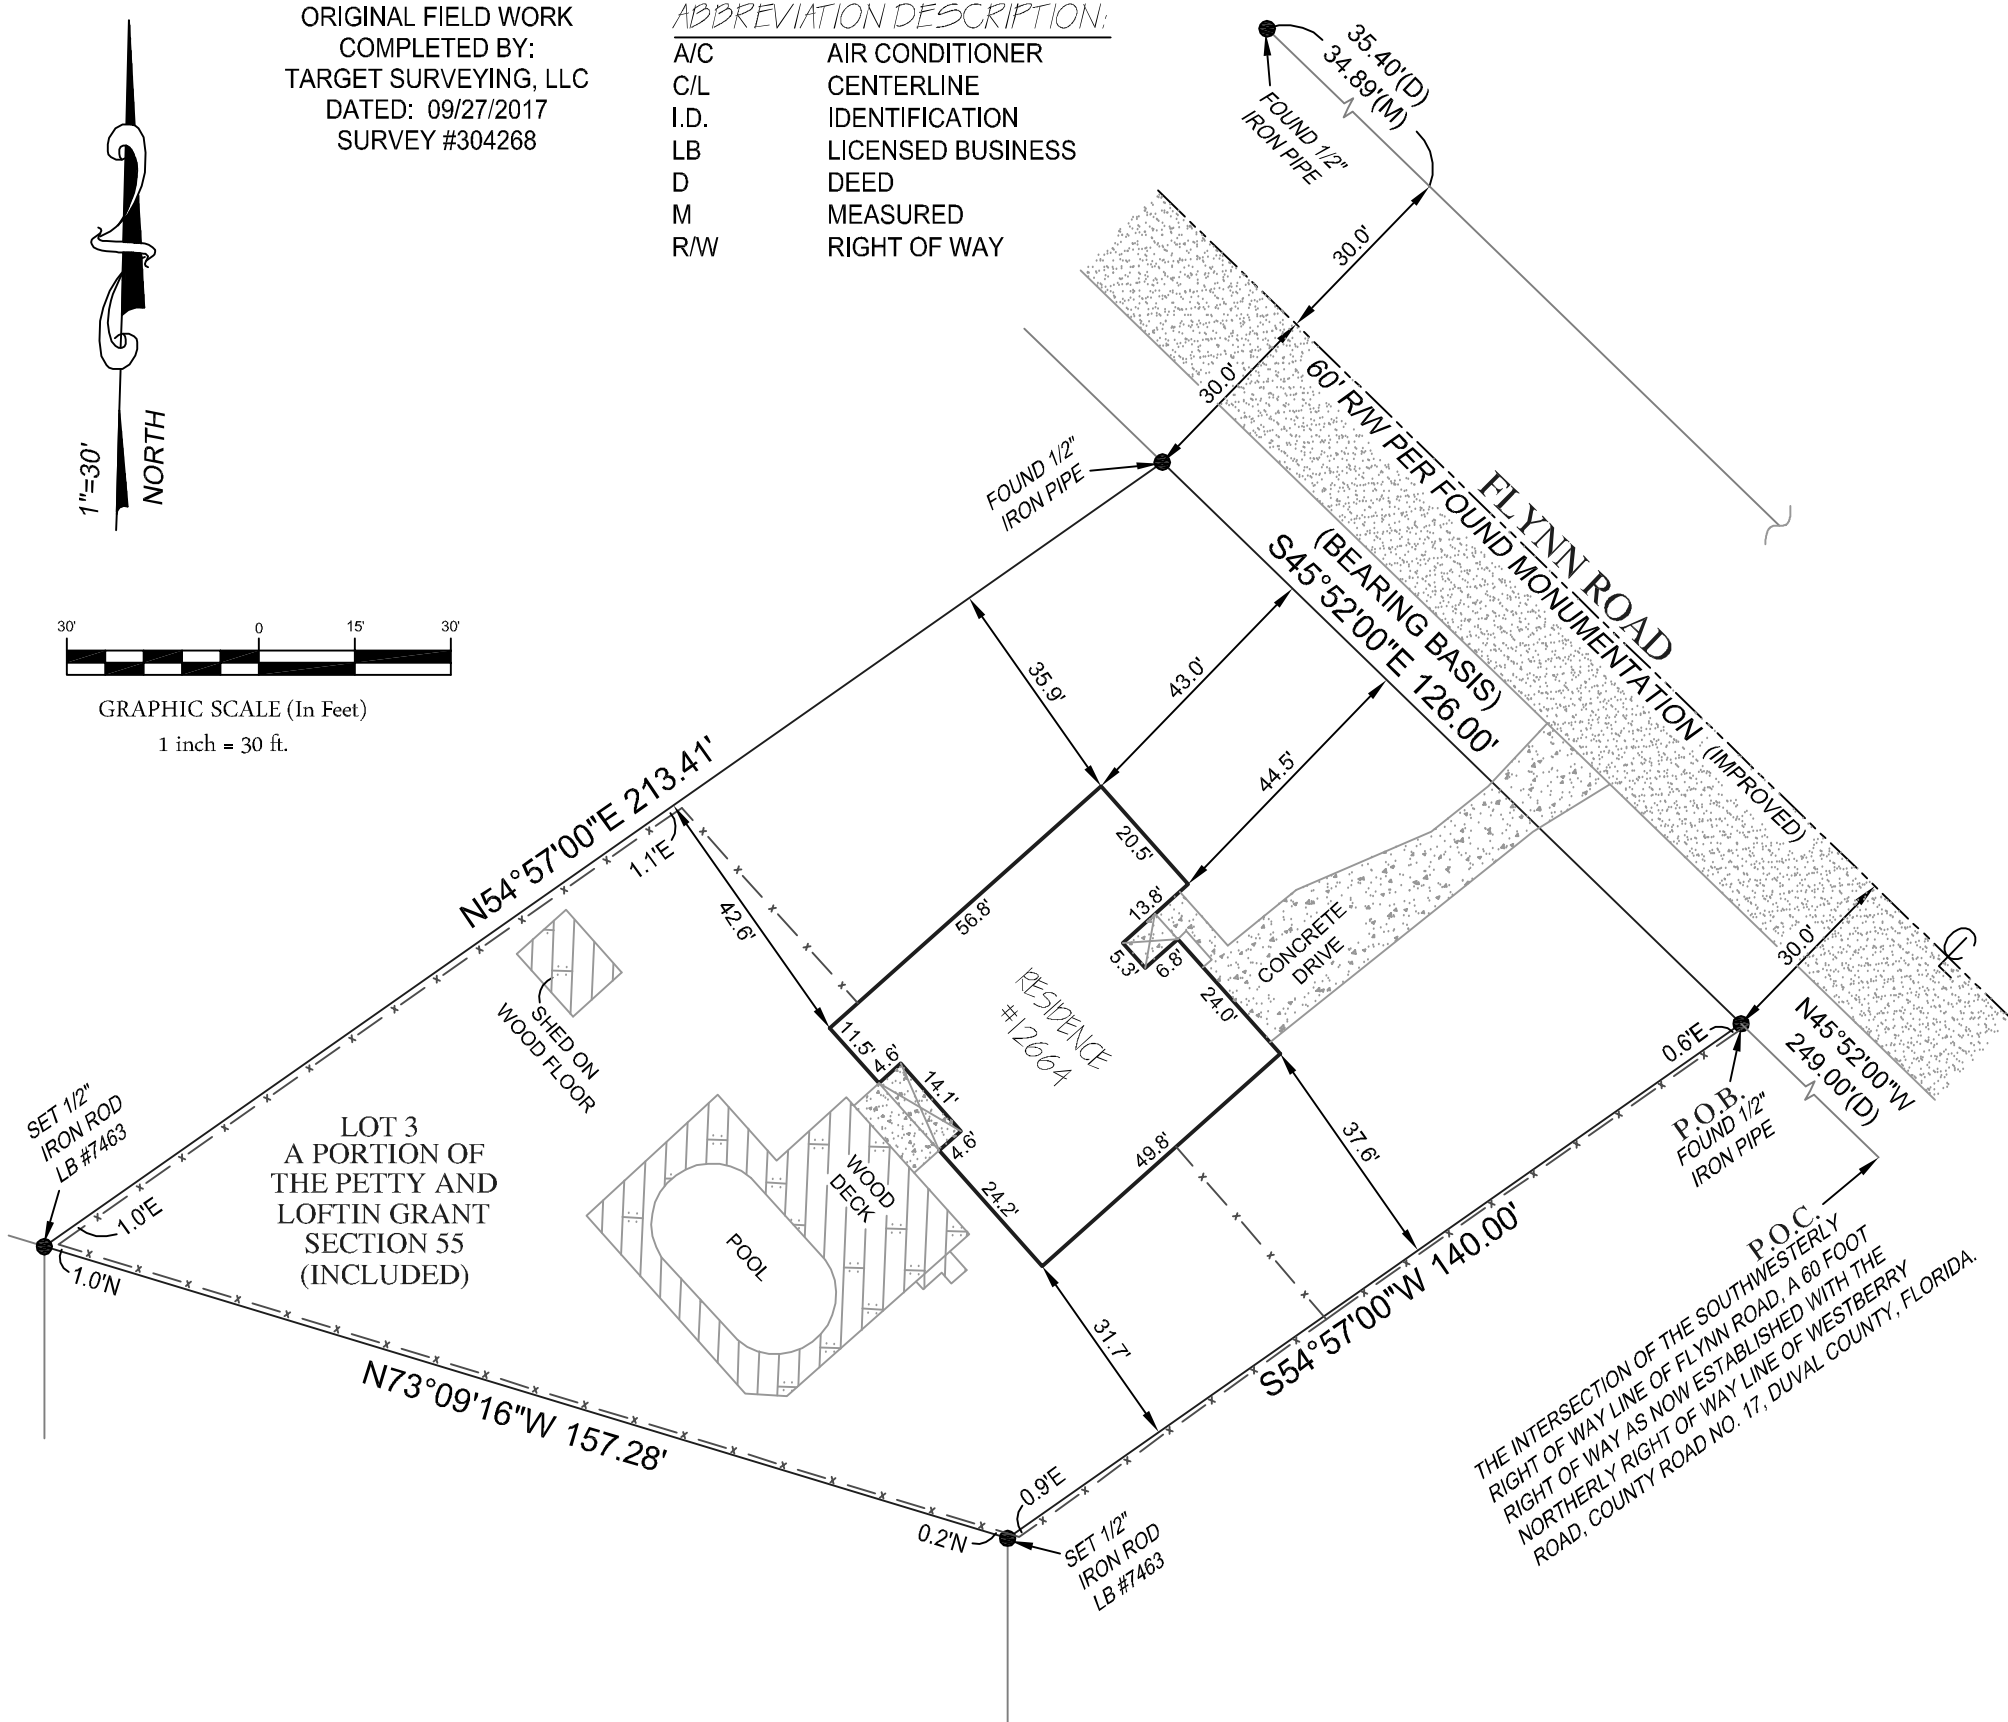 ORIGINAL FIELD WORK
COMPLETED BY:
TARGET SURVEYING, LLC
DATED: 09/27/2017
SURVEY #304268
ABBREVIATION DESCRIPTION:
A/C AIR CONDITIONER
C/L CENTERLINE
I.D. IDENTIFICATION
LB LICENSED BUSINESS
D DEED
M MEASURED
R/W RIGHT OF WAY
35.40'(D)
34.89'(M)
FOUND 1/2"
IRON PIPE
30.0'
30.0'
1"=30'
NORTH
FOUND 1/2"
IRON PIPE
FLYNN ROAD
60' R/W PER FOUND MONUMENTATION (IMPROVED)
(BEARING BASIS)
S45°52'00"E 126.00'
30' 0 15' 30'
GRAPHIC SCALE (In Feet)
1 inch = 30 ft.
35.9'
43.0'
44.5'
N54°57'00"E 213.41'
1.1'E
42.6'
56.8'
20.5'
13.8'
5.3'
6.8'
24.0'
CONCRETE
DRIVE
RESIDENCE
#12664
30.0'
C/L
N45°52'00"W
249.00'(D)
0.6'E
P.O.B.
FOUND 1/2"
IRON PIPE
SHED ON
WOOD FLOOR
11.5'
4.6'
14.1'
4.6'
24.2'
49.8'
37.6'
31.7'
WOOD
DECK
POOL
SET 1/2"
IRON ROD
LB #7463
1.0'E
1.0'N
LOT 3
A PORTION OF
THE PETTY AND
LOFTIN GRANT
SECTION 55
(INCLUDED)
N73°09'16"W 157.28'
S54°57'00"W 140.00'
0.9'E
0.2'N
SET 1/2"
IRON ROD
LB #7463
P.O.C.
THE INTERSECTION OF THE SOUTHWESTERLY
RIGHT OF WAY LINE OF FLYNN ROAD, A 60 FOOT
RIGHT OF WAY AS NOW ESTABLISHED WITH THE
NORTHERLY RIGHT OF WAY LINE OF WESTBERRY
ROAD, COUNTY ROAD NO. 17, DUVAL COUNTY, FLORIDA.